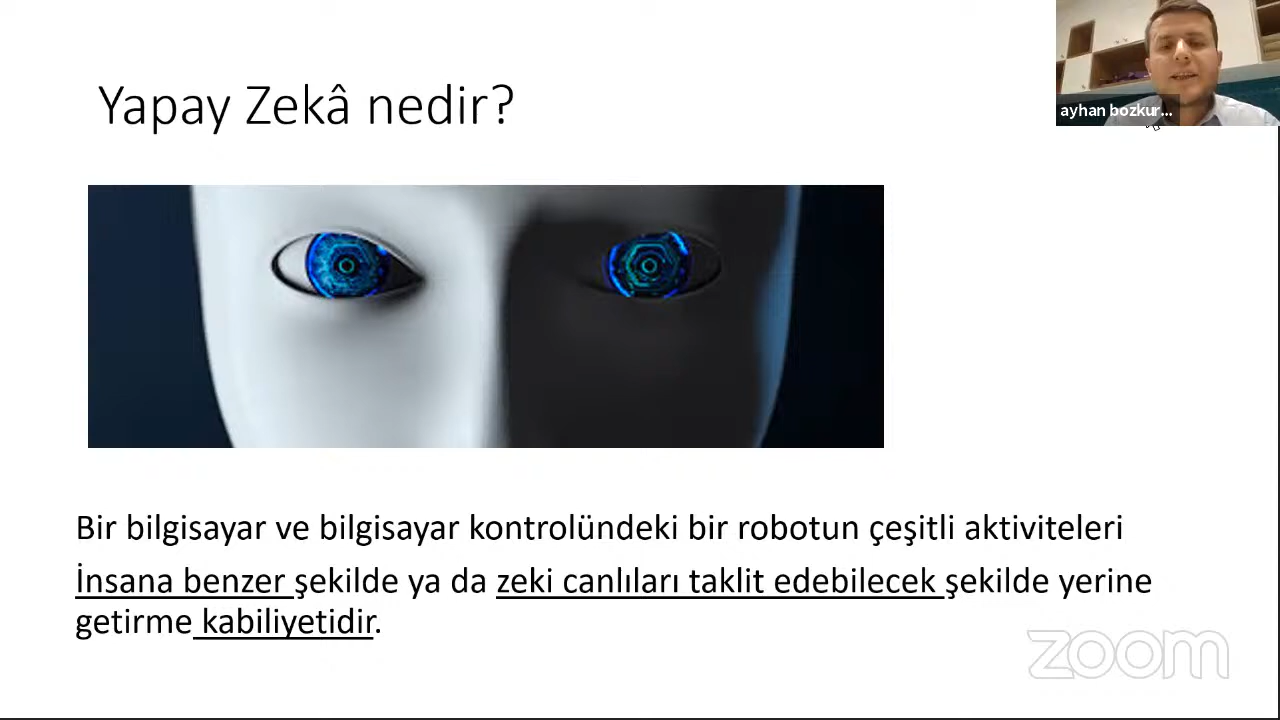 Yapay Zekâ nedir?
ayhan bozkur...
Bir bilgisayar ve bilgisayar kontrolündeki bir robotun çeşitli aktiviteleri
İnsana benzer şekilde ya da zeki canlıları taklit edebilecek şekilde yerine
getirme kabiliyetidir.
zoom